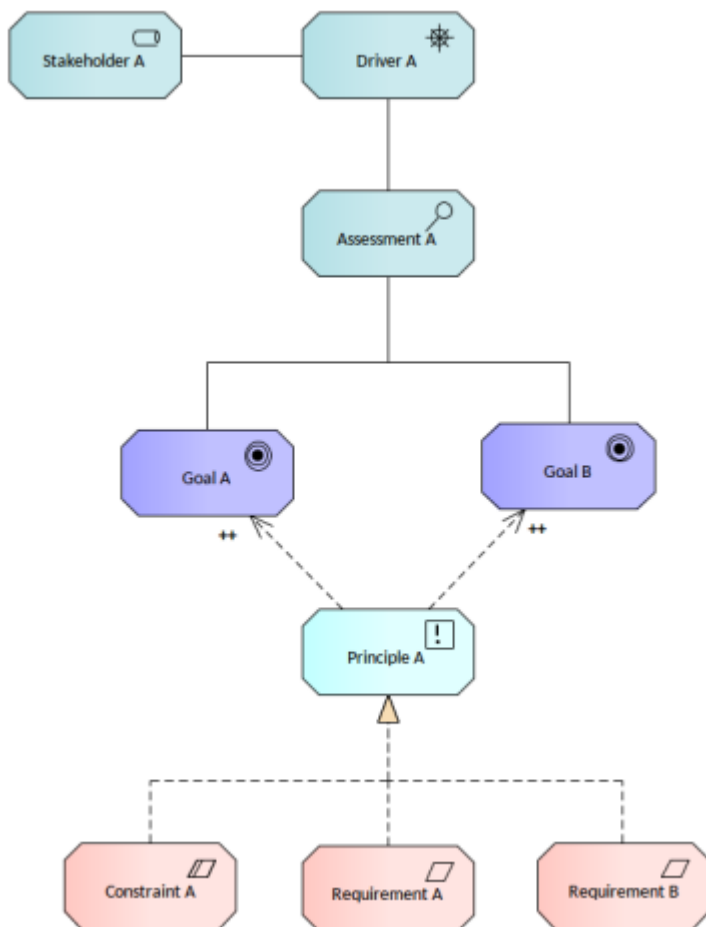 Stakeholder A
Driver A
Assessment A
Goal A
Goal B
++
++
!
Principle A
Constraint A
Requirement A
Requirement B